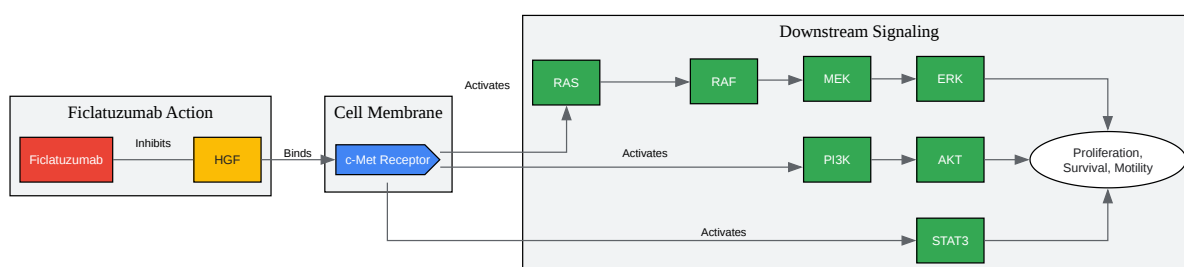 Downstream Signaling
RAS
RAF
MEK
ERK
Activates
Ficlatuzumab Action
Cell Membrane
Inhibits
Ficlatuzumab
HGF
Binds
c-Met Receptor
Activates
PI3K
AKT
Proliferation,
Survival, Motility
Activates
STAT3